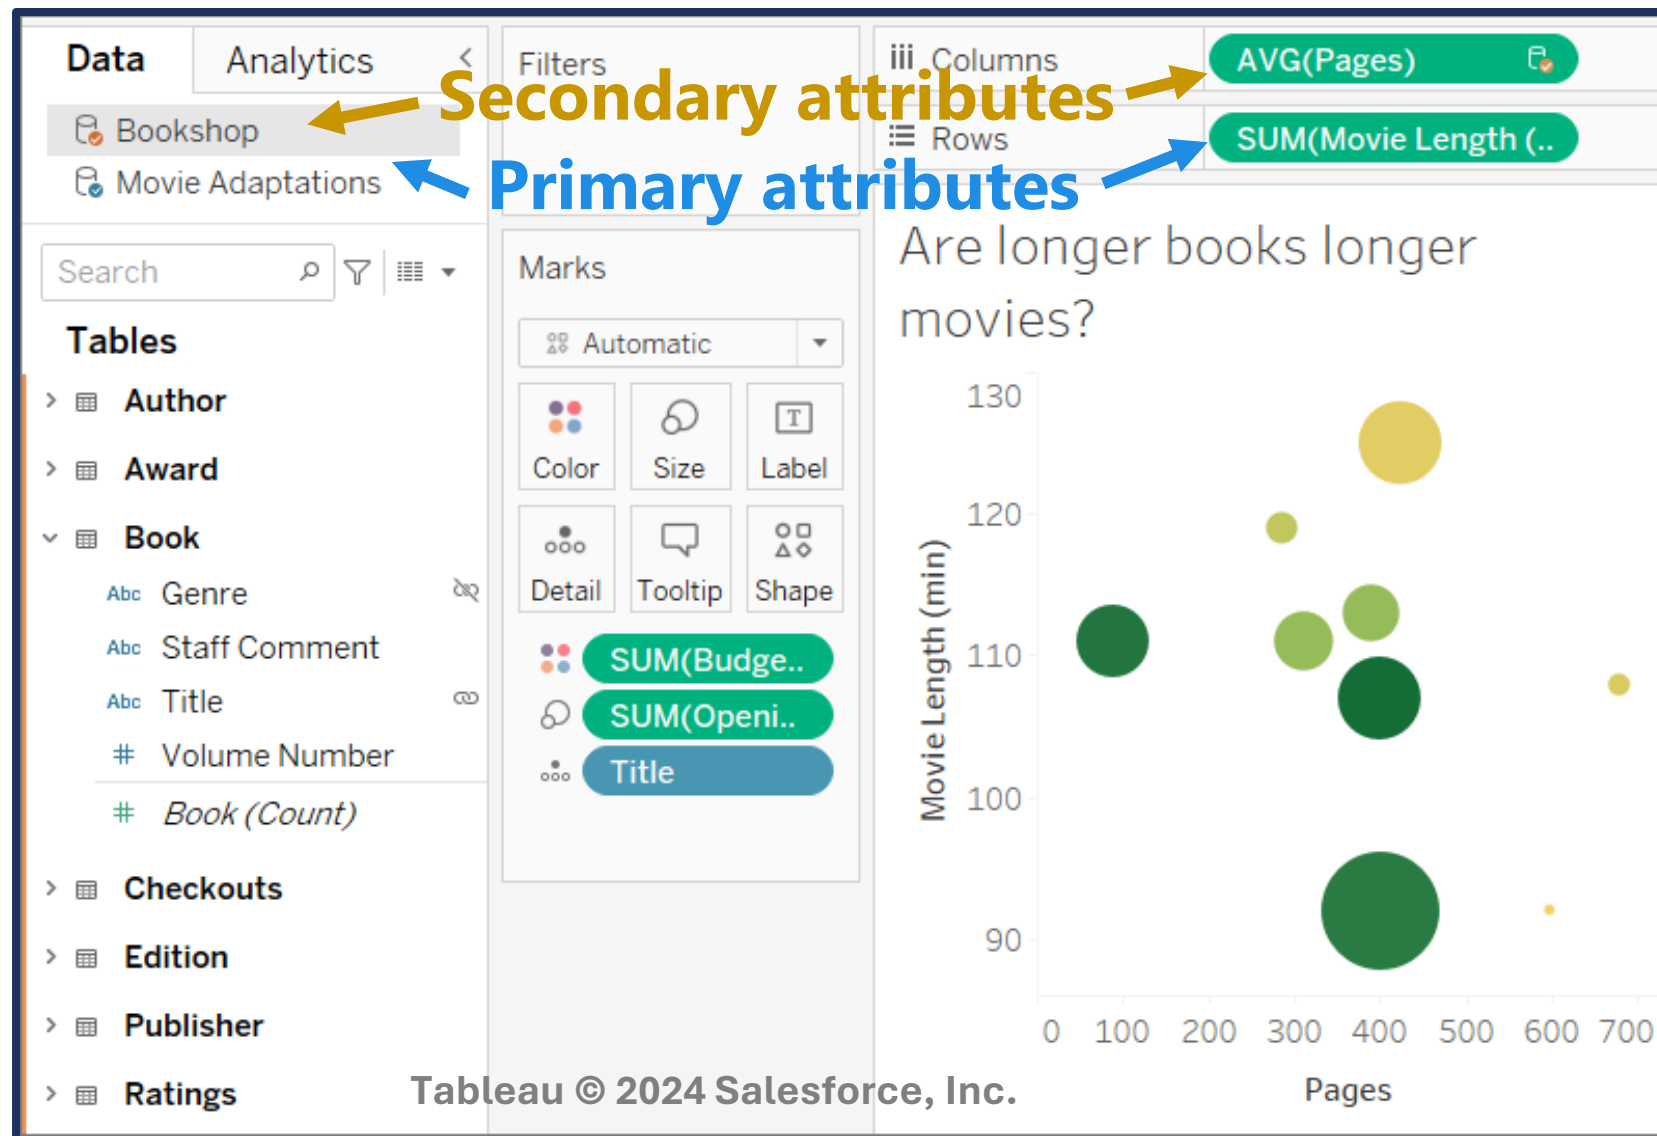 Data
Analytics
<
Bookshop
Movie Adaptations
Search
Tables
Author
Award
Book
Abc Genre
Abc Staff Comment
Abc Title
# Volume Number
# Book (Count)
Checkouts
Edition
Publisher
Ratings
Filters
Secondary attributes
Primary attributes
Marks
Automatic
Color
Size
T
Label
Detail
Tooltip
Shape
SUM(Budge..
SUM(Openi..
Title
Columns
AVG(Pages)
Rows
SUM(Movie Length (..
Are longer books longer
movies?
Movie Length (min)
130
120
110
100
90
0 100 200 300 400 500 600 700
Pages
Tableau © 2024 Salesforce, Inc.